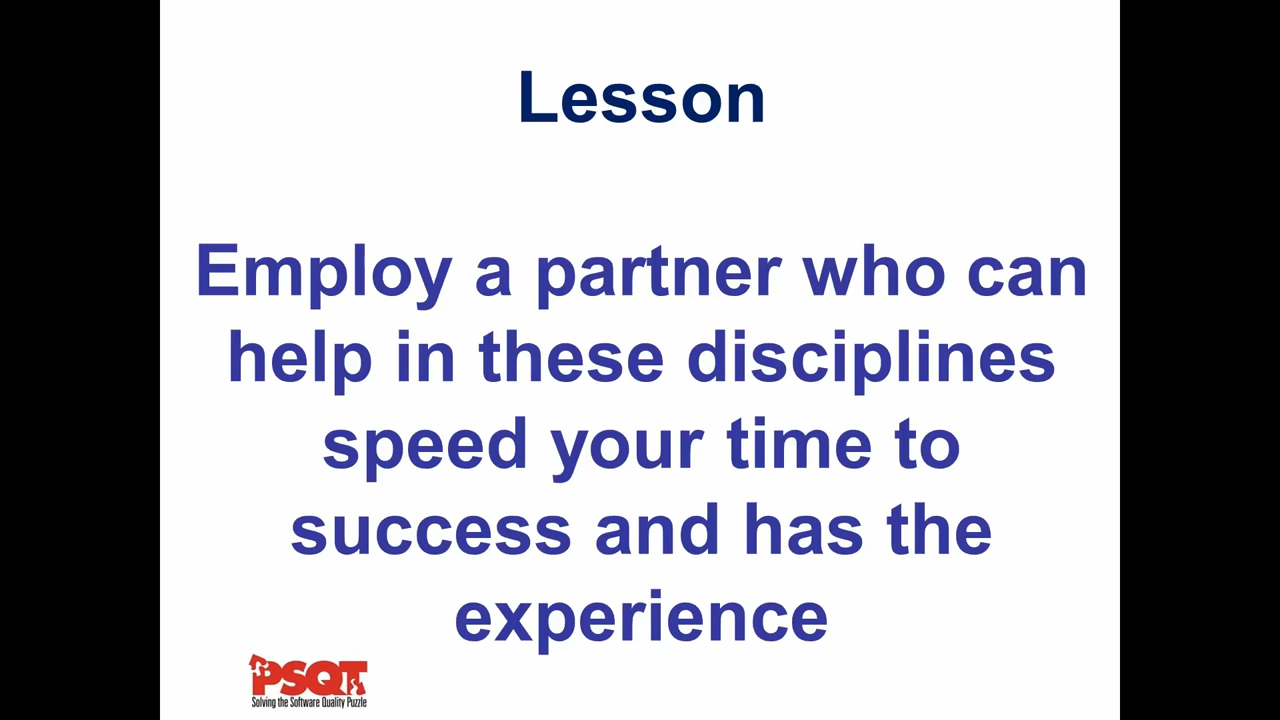 Lesson
Employ a partner who can
help in these disciplines
speed your time to
success and has the
experience
PSQT
Solving the Software Quality Puzzle